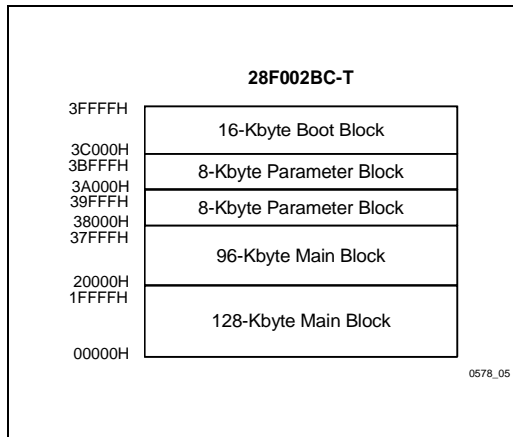 28F002BC-T
3FFFFH
16-Kbyte Boot Block
3C000H
3BFFFH
8-Kbyte Parameter Block
3A000H
39FFFH
8-Kbyte Parameter Block
38000H
37FFFH
96-Kbyte Main Block
20000H
1FFFFH
128-Kbyte Main Block
00000H
0578_05